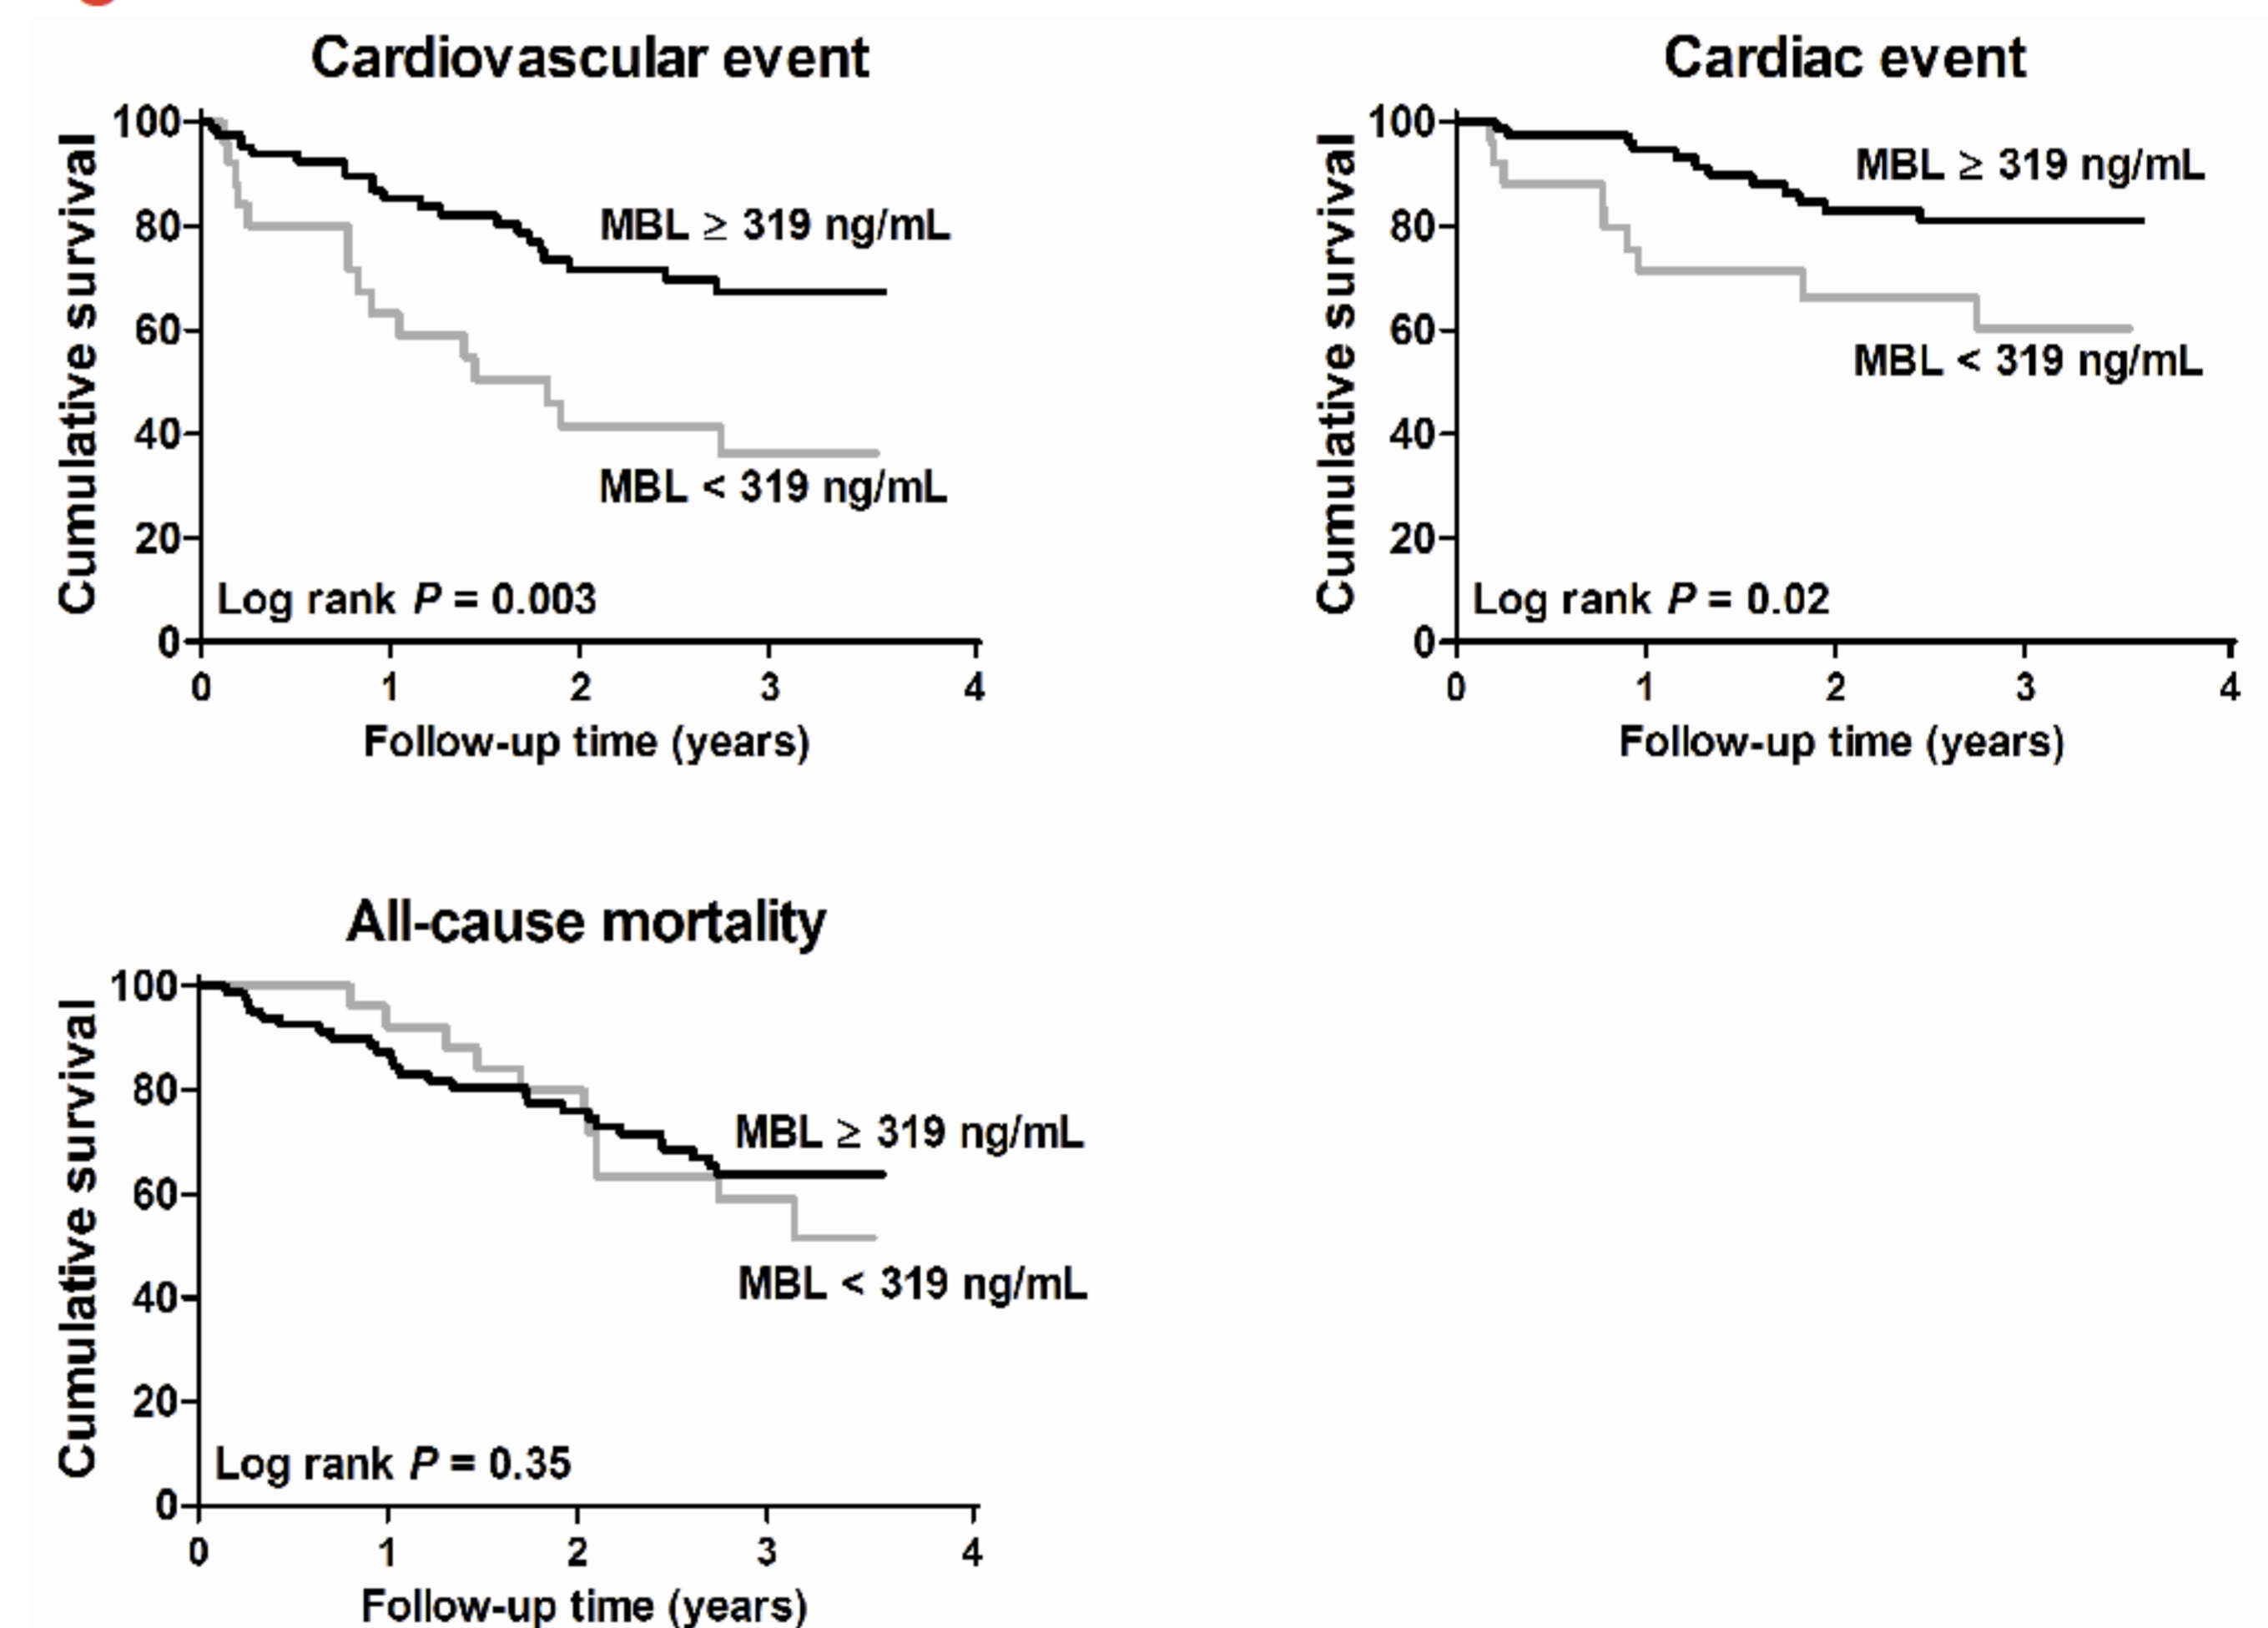 Cardiovascular event
Cumulative survival
100
80
60
40
20
0
MBL ≥ 319 ng/mL
MBL < 319 ng/mL
Log rank P = 0.003
0 1 2 3 4
Follow-up time (years)
Cardiac event
Cumulative survival
100
80
60
40
20
0
MBL ≥ 319 ng/mL
MBL < 319 ng/mL
Log rank P = 0.02
0 1 2 3 4
Follow-up time (years)
All-cause mortality
Cumulative survival
100
80
60
40
20
0
MBL ≥ 319 ng/mL
MBL < 319 ng/mL
Log rank P = 0.35
0 1 2 3 4
Follow-up time (years)